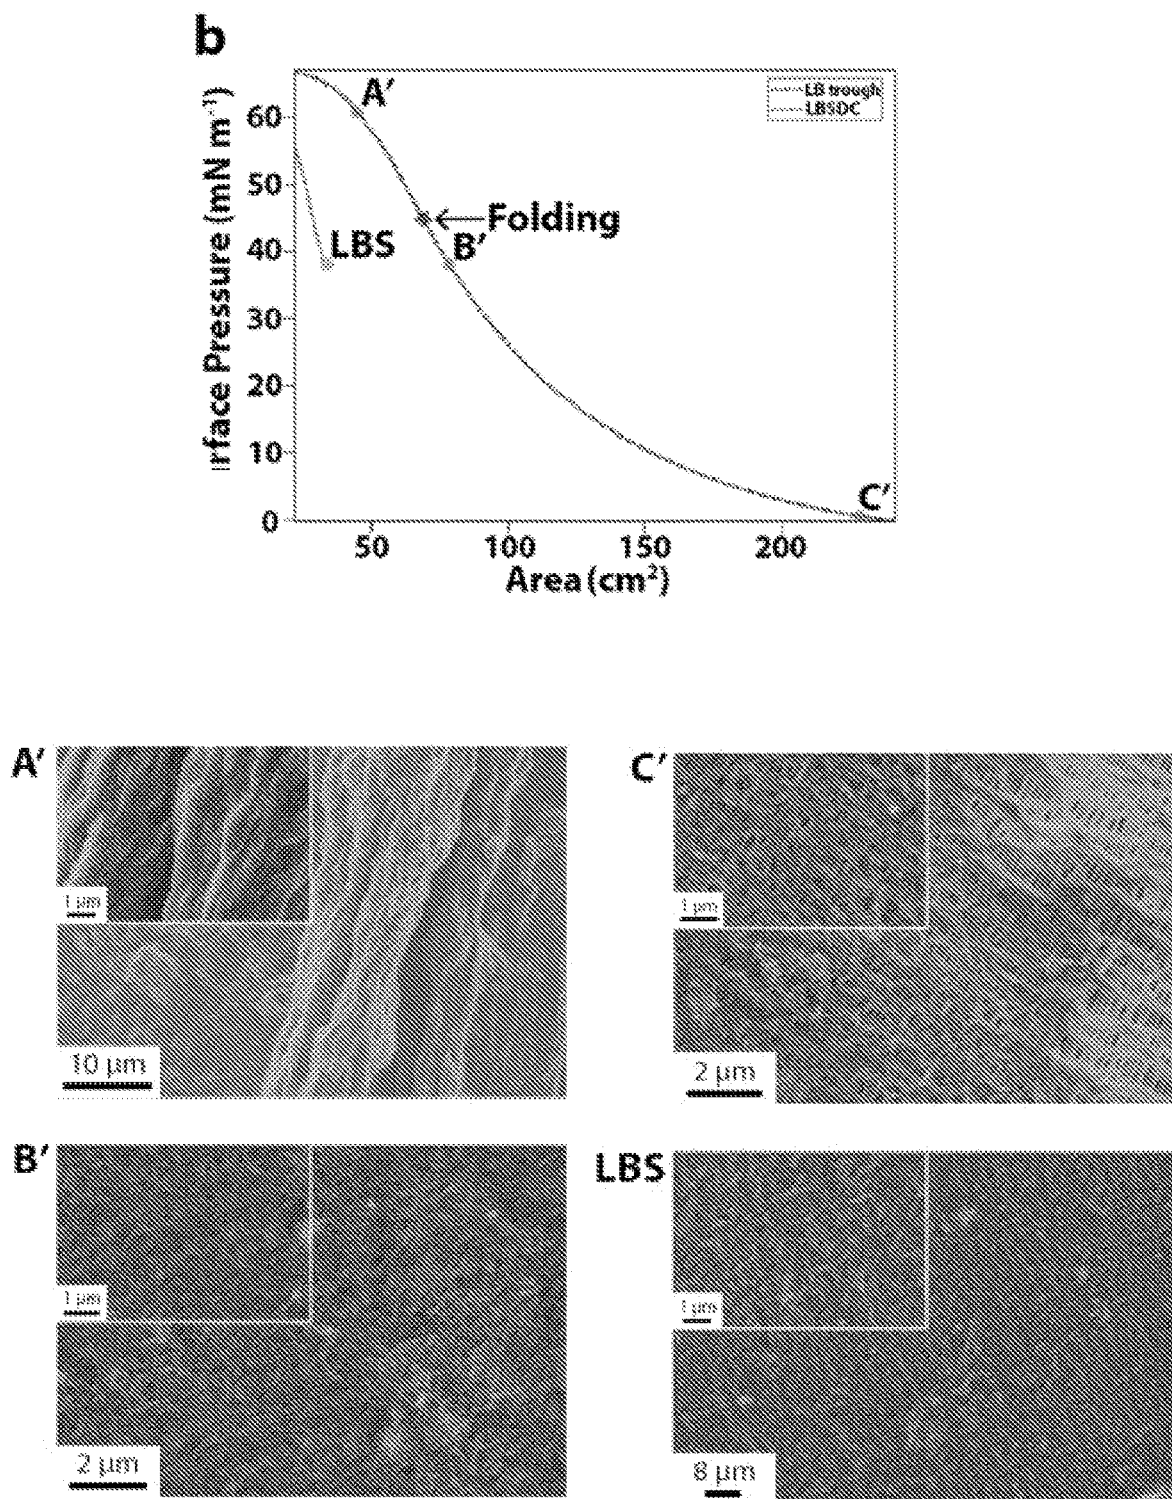 b
A′
LB trough
LBSDC
rface Pressure (mN m⁻¹)
60
50
40
30
20
10
0
Folding
B′
LBS
C′
50 100 150 200
Area (cm²)
A′
1 μm
10 μm
C′
1 μm
2 μm
B′
1 μm
2 μm
LBS
1 μm
8 μm